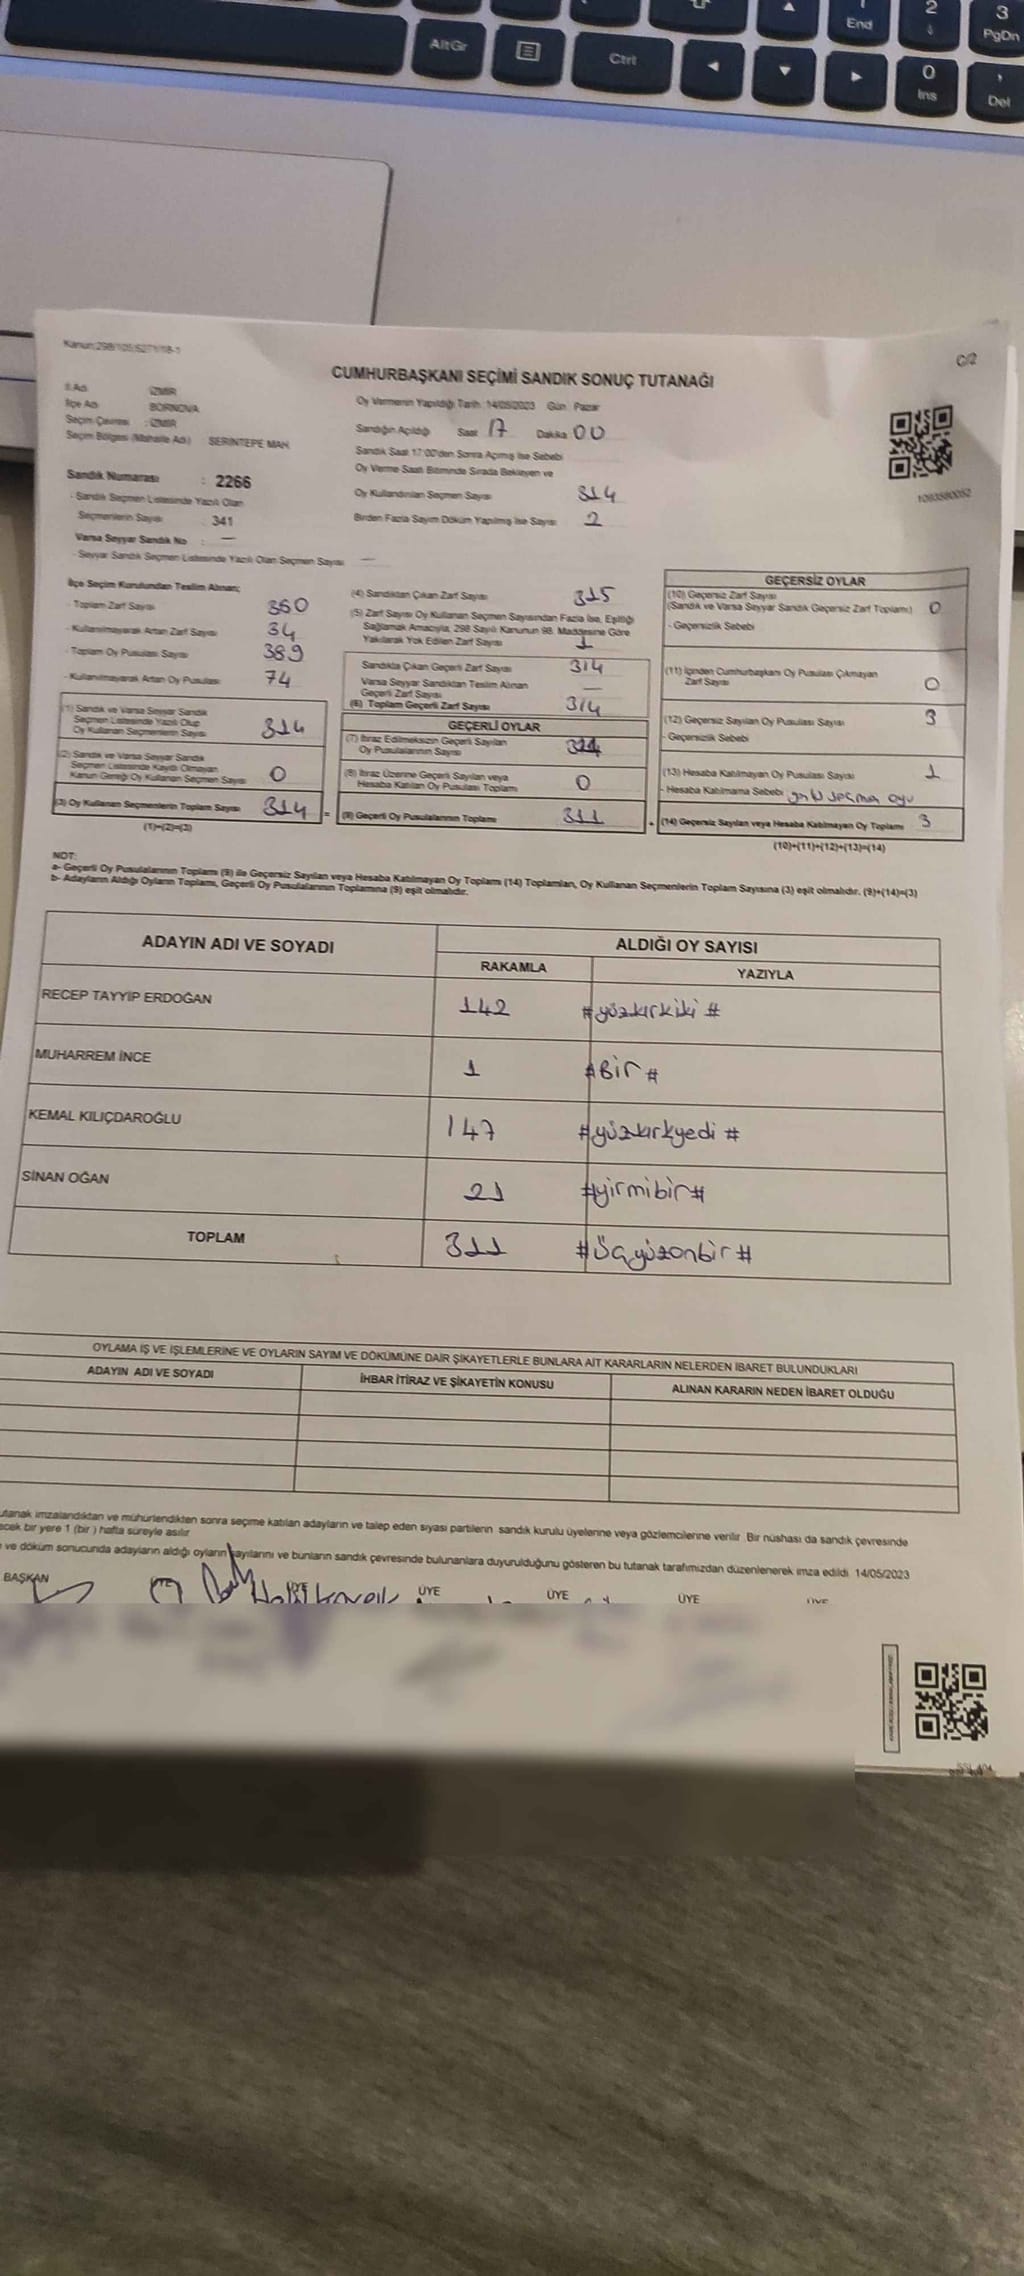 AltGr
Ctrl
End
2
3
PgDn
0
Ins
,
Del
Kanun:298/105,6271/18-1
C/2
CUMHURBAŞKANI SEÇİMİ SANDIK SONUÇ TUTANAĞI
İl Adı İZMİR
İlçe Adı BORNOVA
Seçim Çevresi : İZMİR
Seçim Bölgesi (Mahalle Adı) SERİNTEPE MAH.
Oy Vermenin Yapıldığı Tarih: 14/05/2023 Gün: Pazar
Sandığın Açıldığı Saat 17 Dakika 00
Sandık Saat 17:00'den Sonra Açmış İse Sebebi
Oy Verme Saati Bitiminde Sırada Bekleyen ve
Oy Kullandırılan Seçmen Sayısı 314
Birden Fazla Sayım Döküm Yapılmış İse Sayısı 2
1093580052
Sandık Numarası : 2266
- Sandık Seçmen Listesinde Yazılı Olan
Seçmenlerin Sayısı : 341
Varsa Seyyar Sandık No : —
- Seyyar Sandık Seçmen Listesinde Yazılı Olan Seçmen Sayısı —
İlçe Seçim Kurulundan Teslim Alınan;
- Toplam Zarf Sayısı 350
- Kullanılmayarak Artan Zarf Sayısı 34
- Toplam Oy Pusulası Sayısı 389
- Kullanılmayarak Artan Oy Pusulası 74
(1) Sandık ve Varsa Seyyar Sandık
Seçmen Listesinde Yazılı Olup
Oy Kullanan Seçmenlerin Sayısı 314
(2) Sandık ve Varsa Seyyar Sandık
Seçmen Listesinde Kayıtlı Olmayan
Kanun Gereği Oy Kullanan Seçmen Sayısı 0
(3) Oy Kullanan Seçmenlerin Toplam Sayısı 314 =
(1)+(2)=(3)
(4) Sandıktan Çıkan Zarf Sayısı 315
(5) Zarf Sayısı Oy Kullanan Seçmen Sayısından Fazla İse, Eşitliği
Sağlamak Amacıyla, 298 Sayılı Kanunun 98. Maddesine Göre
Yakılarak Yok Edilen Zarf Sayısı 1
Sandıkta Çıkan Geçerli Zarf Sayısı 314
Varsa Seyyar Sandıktan Teslim Alınan
Geçerli Zarf Sayısı —
(6) Toplam Geçerli Zarf Sayısı 314
GEÇERLİ OYLAR
(7) İtiraz Edilmeksizin Geçerli Sayılan
Oy Pusulalarının Sayısı
(8) İtiraz Üzerine Geçerli Sayılan veya
Hesaba Katılan Oy Pusulası Toplamı 0
(9) Geçerli Oy Pusulalarının Toplamı 311 +
GEÇERSİZ OYLAR
(10) Geçersiz Zarf Sayısı
(Sandık ve Varsa Seyyar Sandık Geçersiz Zarf Toplamı) 0
- Geçersizlik Sebebi
(11) İçinden Cumhurbaşkanı Oy Pusulası Çıkmayan
Zarf Sayısı 0
(12) Geçersiz Sayılan Oy Pusulası Sayısı 3
- Geçersizlik Sebebi
(13) Hesaba Katılmayan Oy Pusulası Sayısı 1
- Hesaba Katılmama Sebebi seçmen oyu
(14) Geçersiz Sayılan veya Hesaba Katılmayan Oy Toplamı 3
(10)+(11)+(12)+(13)=(14)
NOT:
a- Geçerli Oy Pusulalarının Toplamı (9) ile Geçersiz Sayılan veya Hesaba Katılmayan Oy Toplamı (14) Toplamları, Oy Kullanan Seçmenlerin Toplam Sayısına (3) eşit olmalıdır. (9)+(14)=(3)
b- Adayların Aldığı Oyların Toplamı, Geçerli Oy Pusulalarının Toplamına (9) eşit olmalıdır.
ADAYIN ADI VE SOYADI ALDIĞI OY SAYISI
RAKAMLA YAZIYLA
RECEP TAYYİP ERDOĞAN 142 #yüzkırkiki #
MUHARREM İNCE 1 #Bir #
KEMAL KILIÇDAROĞLU 147 #yüzkırkyedi #
SİNAN OĞAN 21 #yirmibir#
TOPLAM 311 #Üçyüzonbir#
OYLAMA İŞ VE İŞLEMLERİNE VE OYLARIN SAYIM VE DÖKÜMÜNE DAİR ŞİKAYETLERLE BUNLARA AİT KARARLARIN NELERDEN İBARET BULUNDUKLARI
ADAYIN ADI VE SOYADI İHBAR İTİRAZ VE ŞİKAYETİN KONUSU ALINAN KARARIN NEDEN İBARET OLDUĞU
utanak imzalandıktan ve mühürlendikten sonra seçime katılan adayların ve talep eden siyasi partilerin sandık kurulu üyelerine veya gözlemcilerine verilir. Bir nüshası da sandık çevresinde
ecek bir yere 1 (bir ) hafta süreyle asılır
ve döküm sonucunda adayların aldığı oyların sayılarını ve bunların sandık çevresinde bulunanlara duyurulduğunu gösteren bu tutanak tarafımızdan düzenlenerek imza edildi. 14/05/2023
BAŞKAN ÜYE ÜYE ÜYE ÜYE